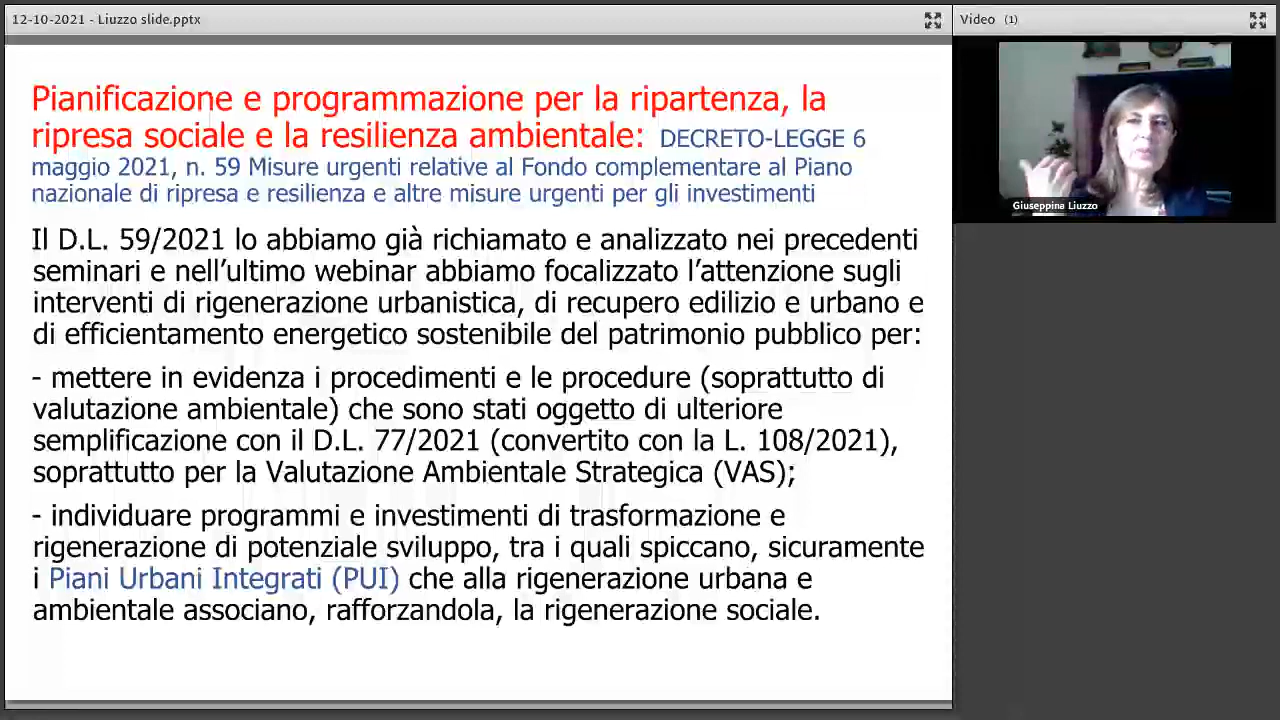 12-10-2021 - Liuzzo slide.pptx
Video (1)
Pianificazione e programmazione per la ripartenza, la
ripresa sociale e la resilienza ambientale: DECRETO-LEGGE 6
maggio 2021, n. 59 Misure urgenti relative al Fondo complementare al Piano
nazionale di ripresa e resilienza e altre misure urgenti per gli investimenti
Il D.L. 59/2021 lo abbiamo già richiamato e analizzato nei precedenti
seminari e nell'ultimo webinar abbiamo focalizzato l'attenzione sugli
interventi di rigenerazione urbanistica, di recupero edilizio e urbano e
di efficientamento energetico sostenibile del patrimonio pubblico per:
- mettere in evidenza i procedimenti e le procedure (soprattutto di
valutazione ambientale) che sono stati oggetto di ulteriore
semplificazione con il D.L. 77/2021 (convertito con la L. 108/2021),
soprattutto per la Valutazione Ambientale Strategica (VAS);
- individuare programmi e investimenti di trasformazione e
rigenerazione di potenziale sviluppo, tra i quali spiccano, sicuramente
i Piani Urbani Integrati (PUI) che alla rigenerazione urbana e
ambientale associano, rafforzandola, la rigenerazione sociale.
Giuseppina Liuzzo